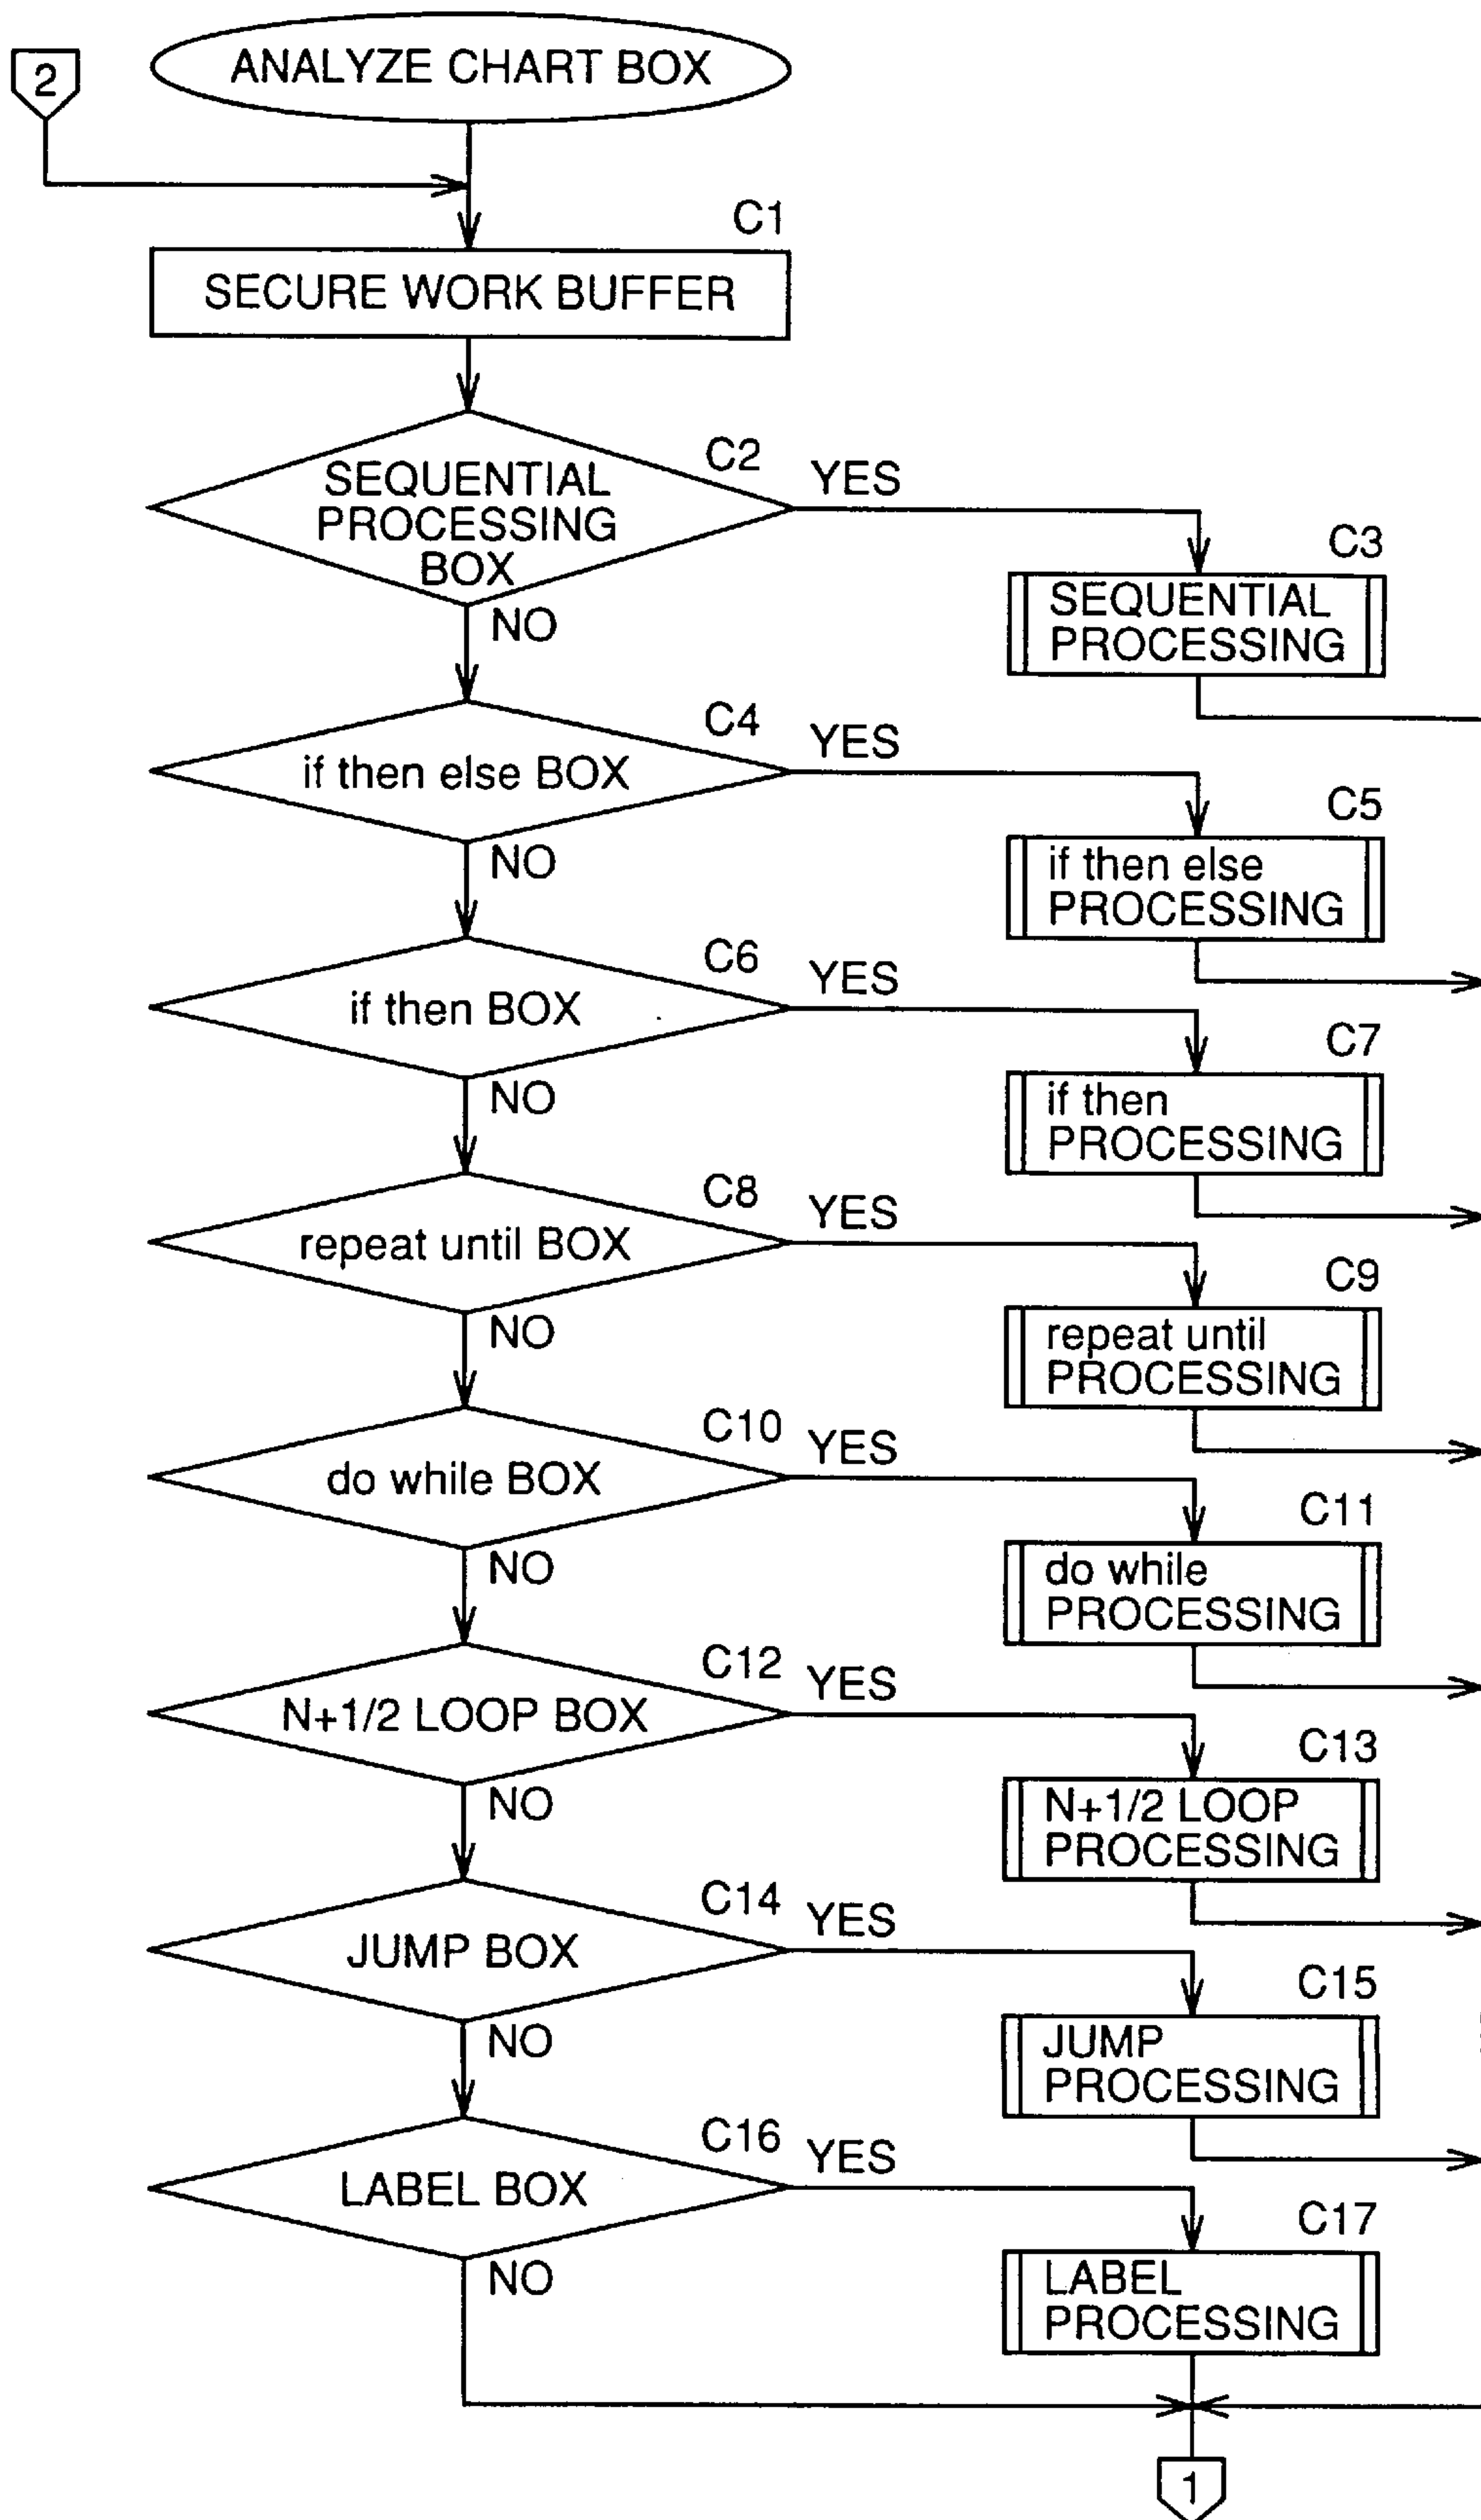 2
ANALYZE CHART BOX
C1
SECURE WORK BUFFER
C2
YES
SEQUENTIAL
PROCESSING
BOX
NO
C3
SEQUENTIAL
PROCESSING
C4
YES
if then else BOX
NO
C5
if then else
PROCESSING
C6
YES
if then BOX
NO
C7
if then
PROCESSING
C8
YES
repeat until BOX
NO
C9
repeat until
PROCESSING
C10
YES
do while BOX
NO
C11
do while
PROCESSING
C12
YES
N+1/2 LOOP BOX
NO
C13
N+1/2 LOOP
PROCESSING
C14
YES
JUMP BOX
NO
C15
JUMP
PROCESSING
C16
YES
LABEL BOX
NO
C17
LABEL
PROCESSING
1